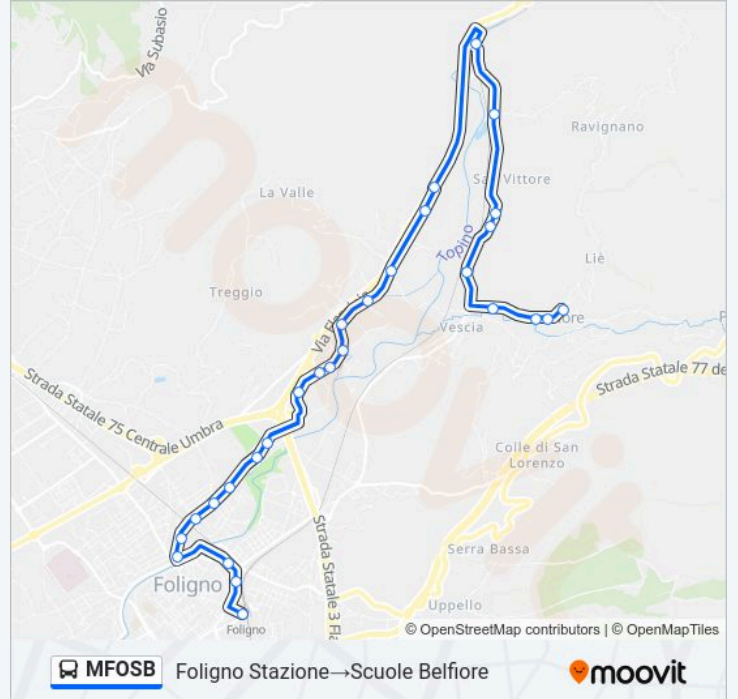 Via Subasio
Ravignano
San Vittore
La Valle
Topino
Liè
Treggio
Vescia
Strada Statale 77 de
Strada Statale 75 Centrale Umbra
Colle di San
Lorenzo
Strada Statale 3 Fla
Serra Bassa
Foligno
Uppello
Foligno
© OpenStreetMap contributors | © OpenMapTiles
MFOSB Foligno Stazione→Scuole Belfiore
moovit